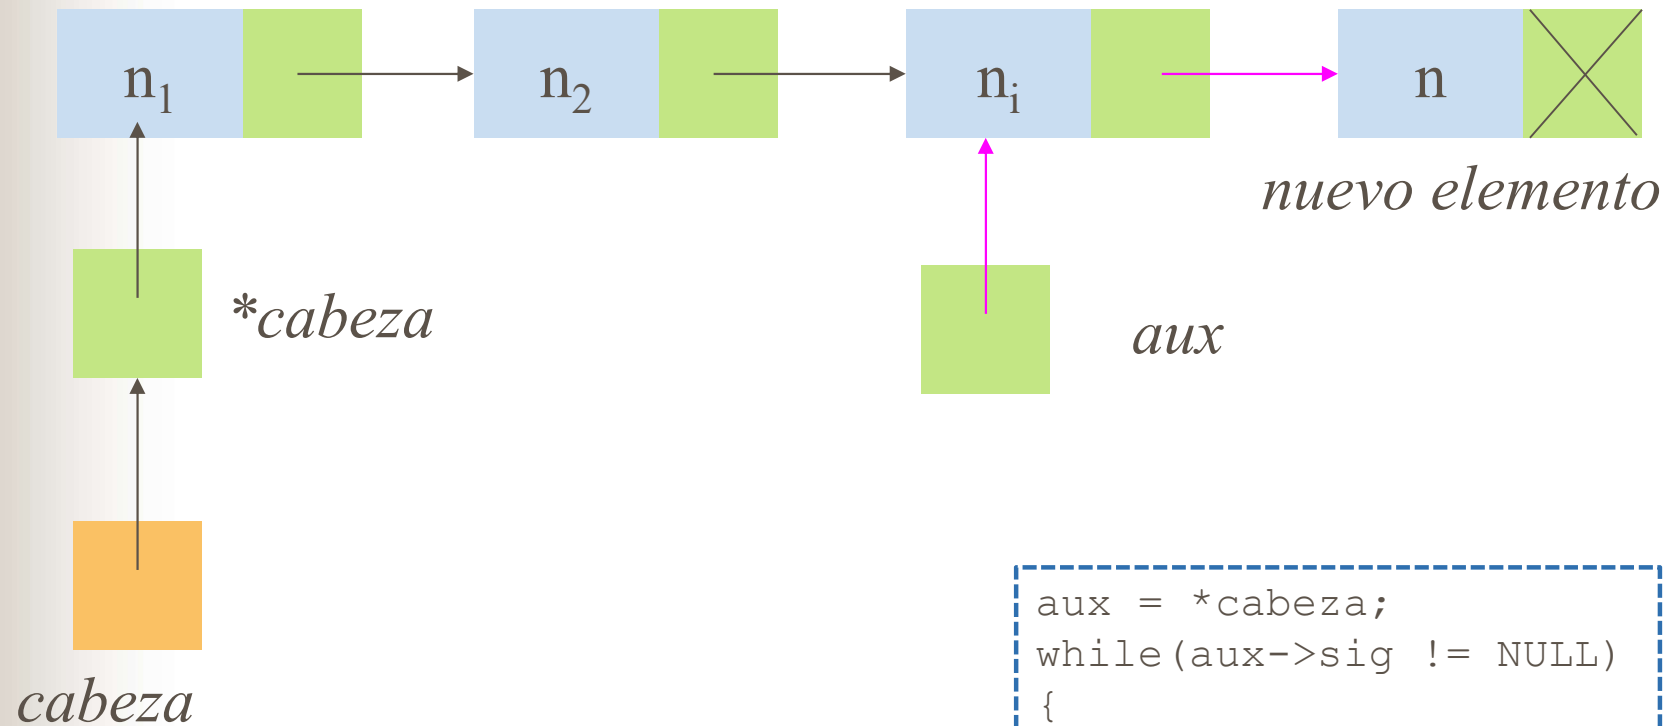 n₁ n₂ nᵢ n
nuevo elemento
*cabeza
aux
cabeza
aux = *cabeza;
while(aux->sig != NULL)
{